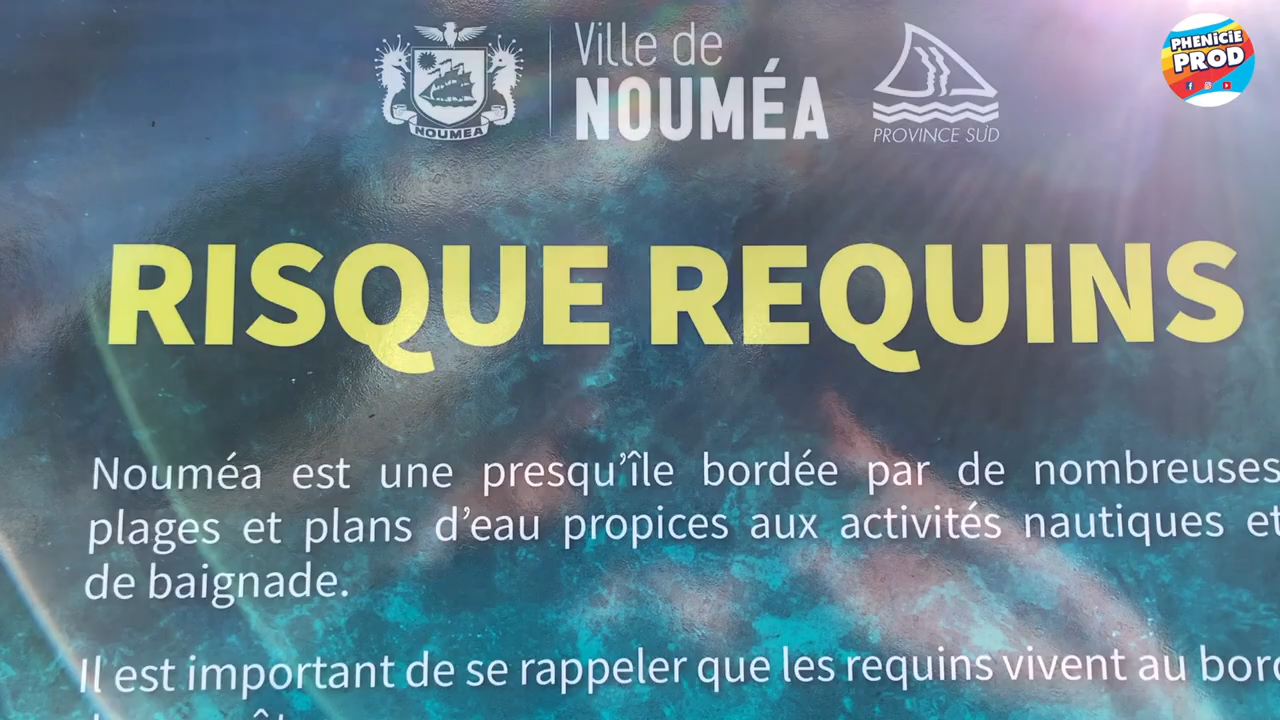 Ville de
NOUMÉA
NOUMEA
PROVINCE SUD
PHENiCiE
PROD
RISQUE REQUINS
Nouméa est une presqu’île bordée par de nombreuses
plages et plans d’eau propices aux activités nautiques et
de baignade.
Il est important de se rappeler que les requins vivent au bord